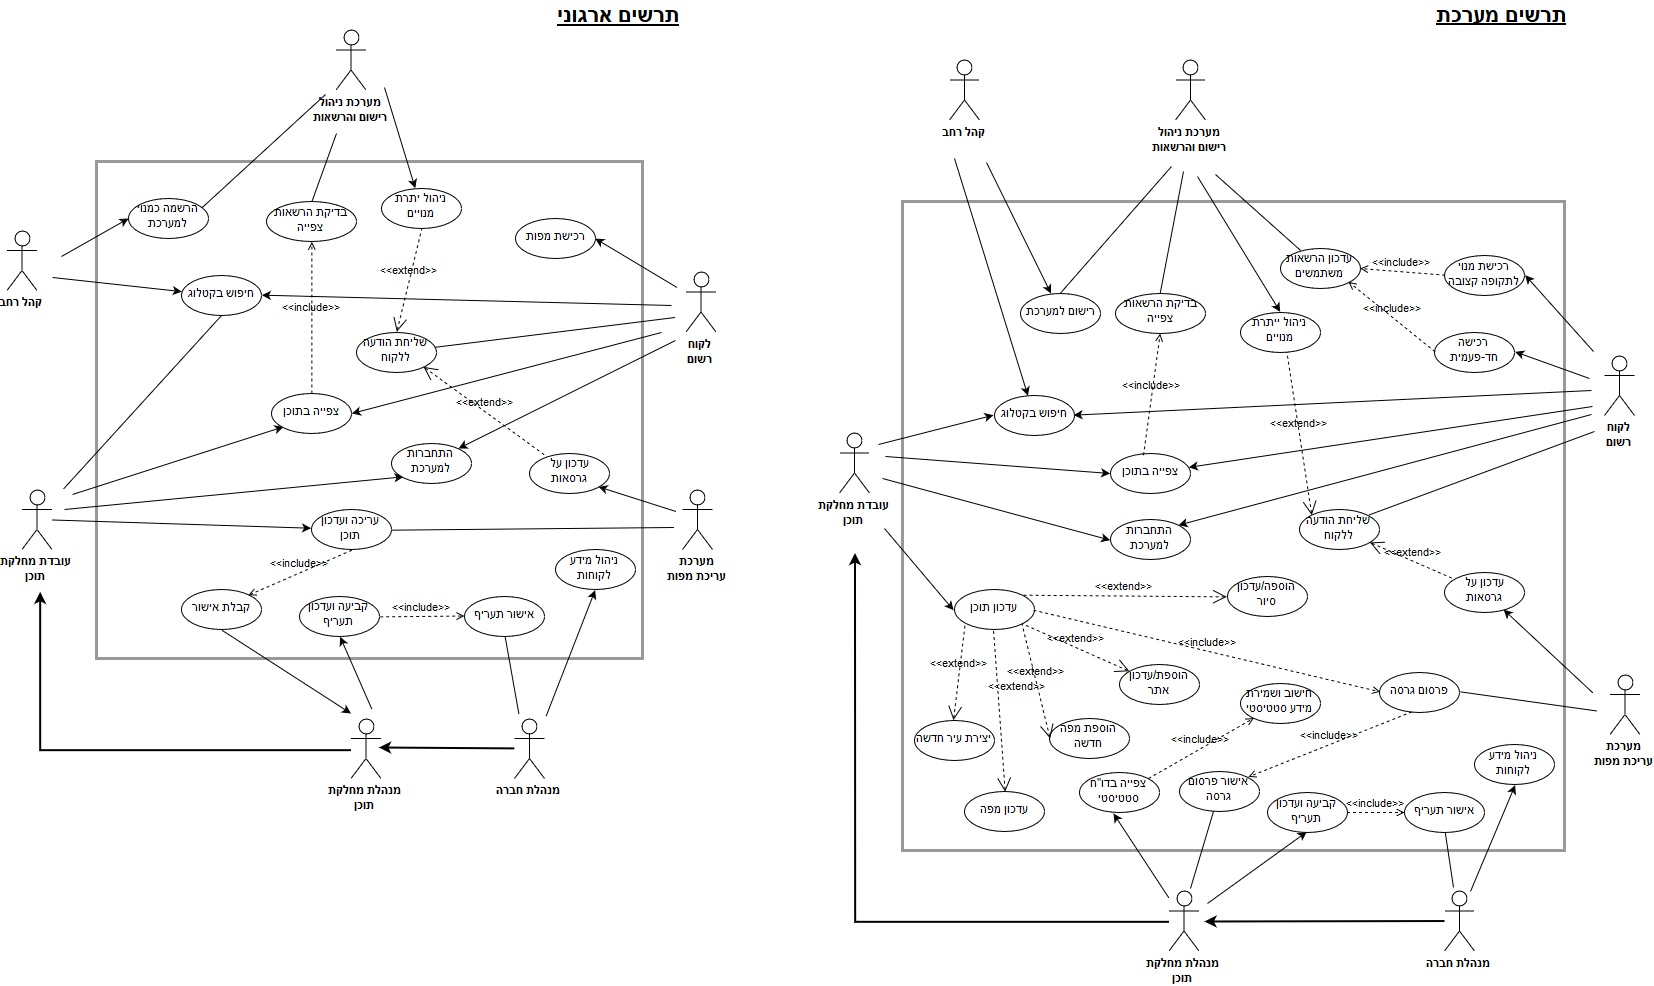 תרשים ארגוני
מערכת ניהול
רישום והרשאות
הרשמה כמנוי
למערכת
בדיקת הרשאות
צפייה
ניהול יתרת
מנויים
רכישת מפות
<<extend>>
קהל רחב
חיפוש בקטלוג
<<include>>
שליחת הודעה
ללקוח
לקוח
רשום
<<extend>>
צפייה בתוכן
התחברות
למערכת
עדכון על
גרסאות
עריכה ועדכון
תוכן
עובדת מחלקת
תוכן
<<include>>
ניהול מידע
לקוחות
מערכת
עריכת מפות
קבלת אישור
קביעה ועדכון
תעריף
<<include>>
אישור תעריף
מנהלת מחלקת
תוכן
מנהלת חברה
תרשים מערכת
קהל רחב
מערכת ניהול
רישום והרשאות
עדכון הרשאות
משתמשים
<<include>>
רכישת מנוי
לתקופה קצובה
רישום למערכת
בדיקת הרשאות
צפייה
ניהול ייתרת
מנויים
<<include>>
רכישה
חד-פעמית
<<include>>
חיפוש בקטלוג
<<extend>>
לקוח
רשום
צפייה בתוכן
עובדת מחלקת
תוכן
התחברות
למערכת
שליחת הודעה
ללקוח
<<extend>>
<<extend>>
הוספה/עדכון
סיור
עדכון על
גרסאות
עדכון תוכן
<<extend>>
<<include>>
<<extend>>
<<extend>>
<<extend>>
הוספת/עדכון
אתר
פרסום גרסה
חישוב ושמירת
מידע סטטיסטי
יצירת עיר חדשה
הוספת מפה
חדשה
<<include>>
<<include>>
מערכת
עריכת מפות
ניהול מידע
לקוחות
צפייה בדו"ח
סטטיסטי
אישור פרסום
גרסה
עדכון מפה
קביעה ועדכון
תעריף
<<include>>
אישור תעריף
מנהלת מחלקת
תוכן
מנהלת חברה